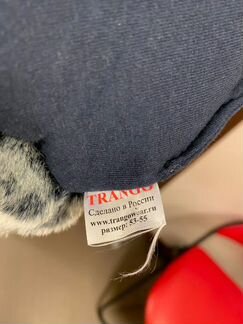 TRANGO
Сделано в России
www.trangowear.ru
размер: 53-55